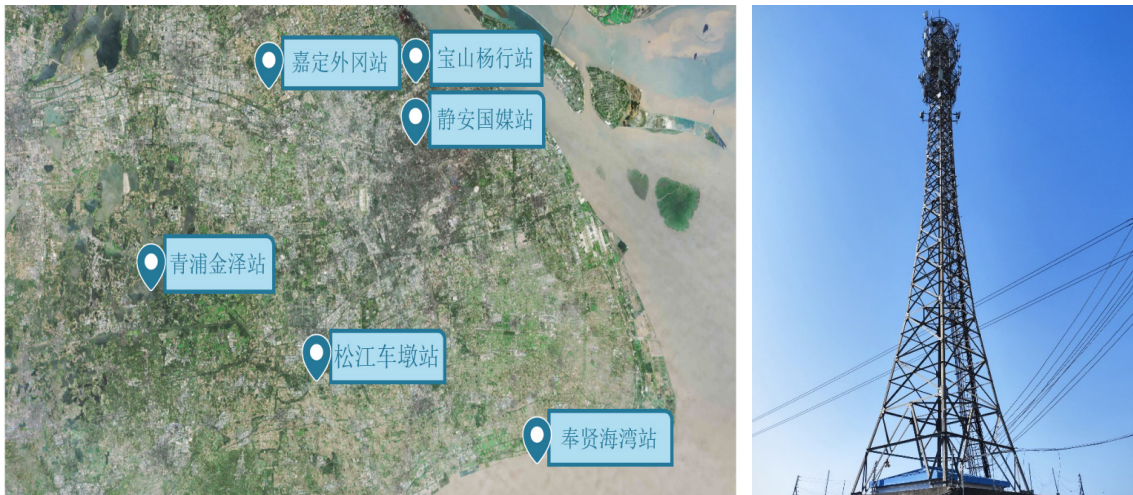 嘉定外冈站
宝山杨行站
静安国媒站
青浦金泽站
松江车墩站
奉贤海湾站